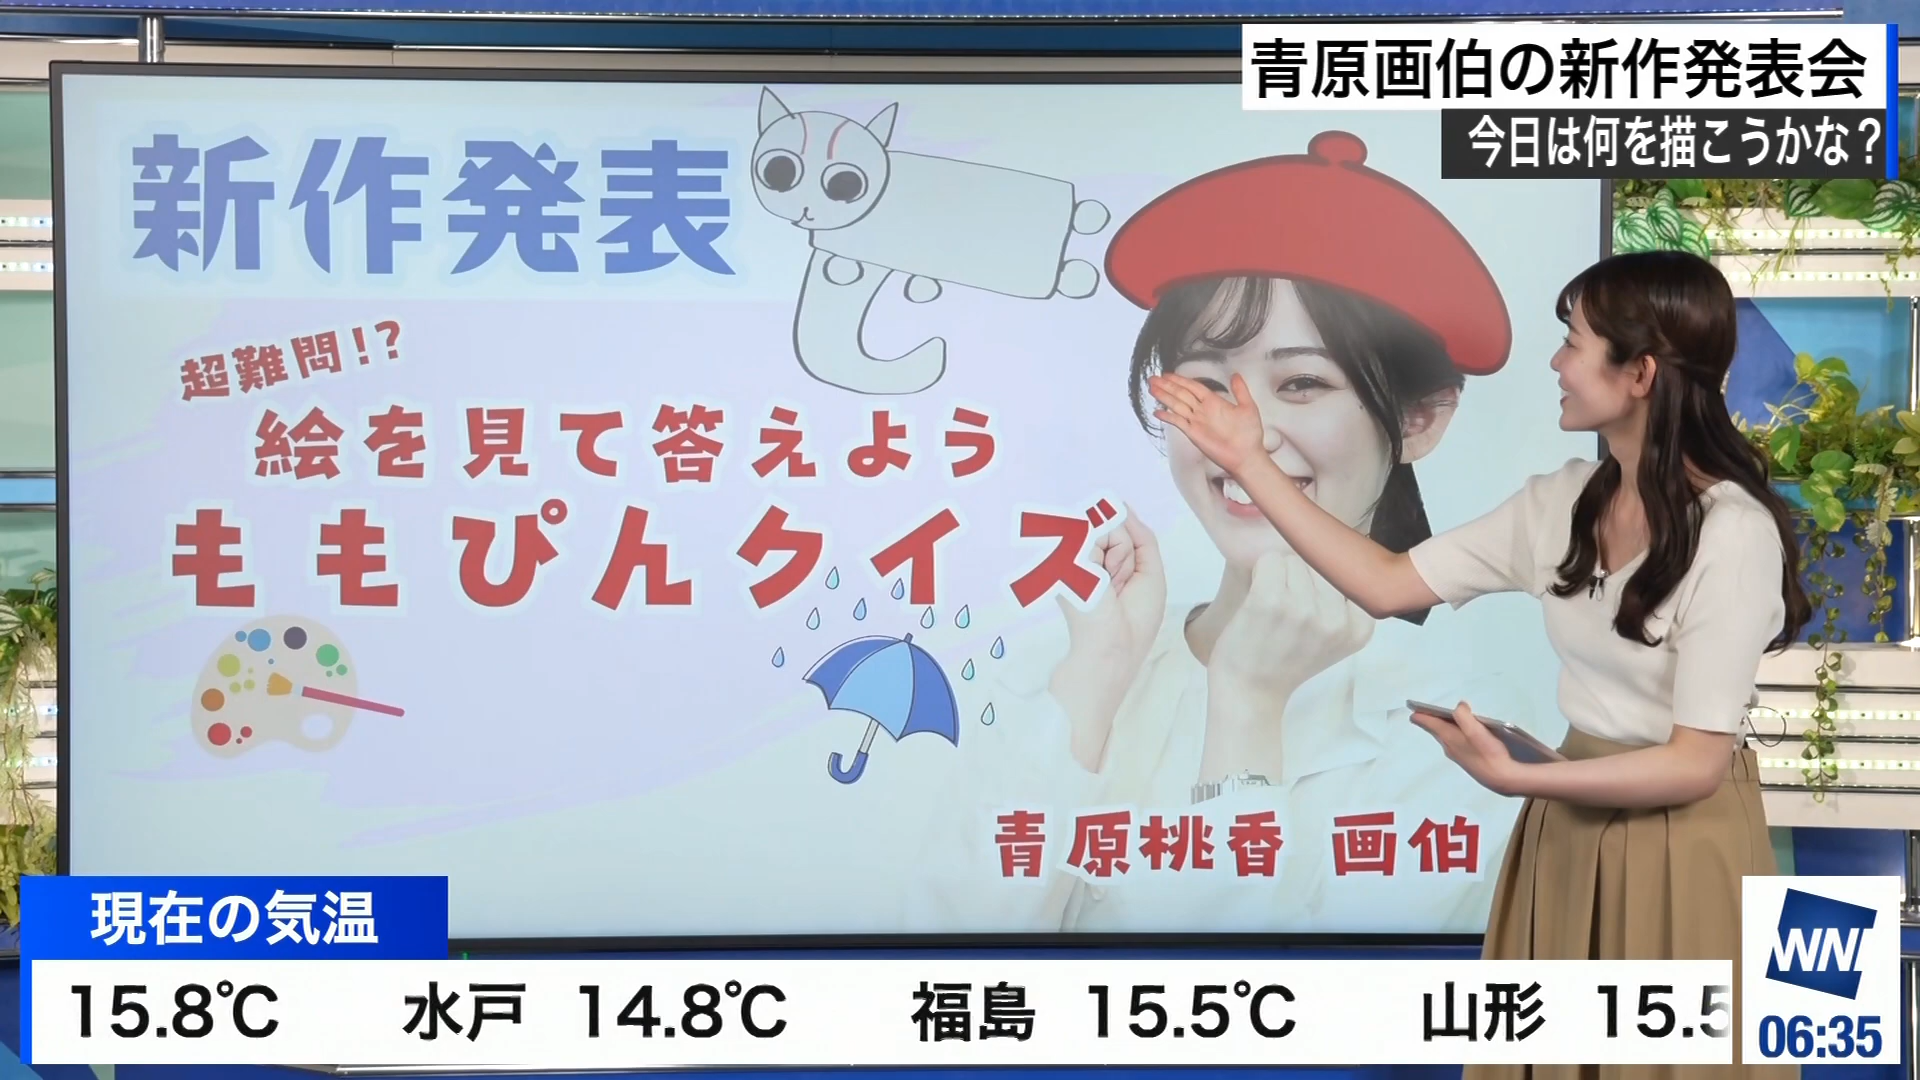 青原画伯の新作発表会
今日は何を描こうかな？
新作発表
超難問!?
絵を見て答えよう
ももぴんクイズ
青原桃香 画伯
現在の気温
15.8℃ 水戸 14.8℃ 福島 15.5℃ 山形 15.5
WNI
06:35